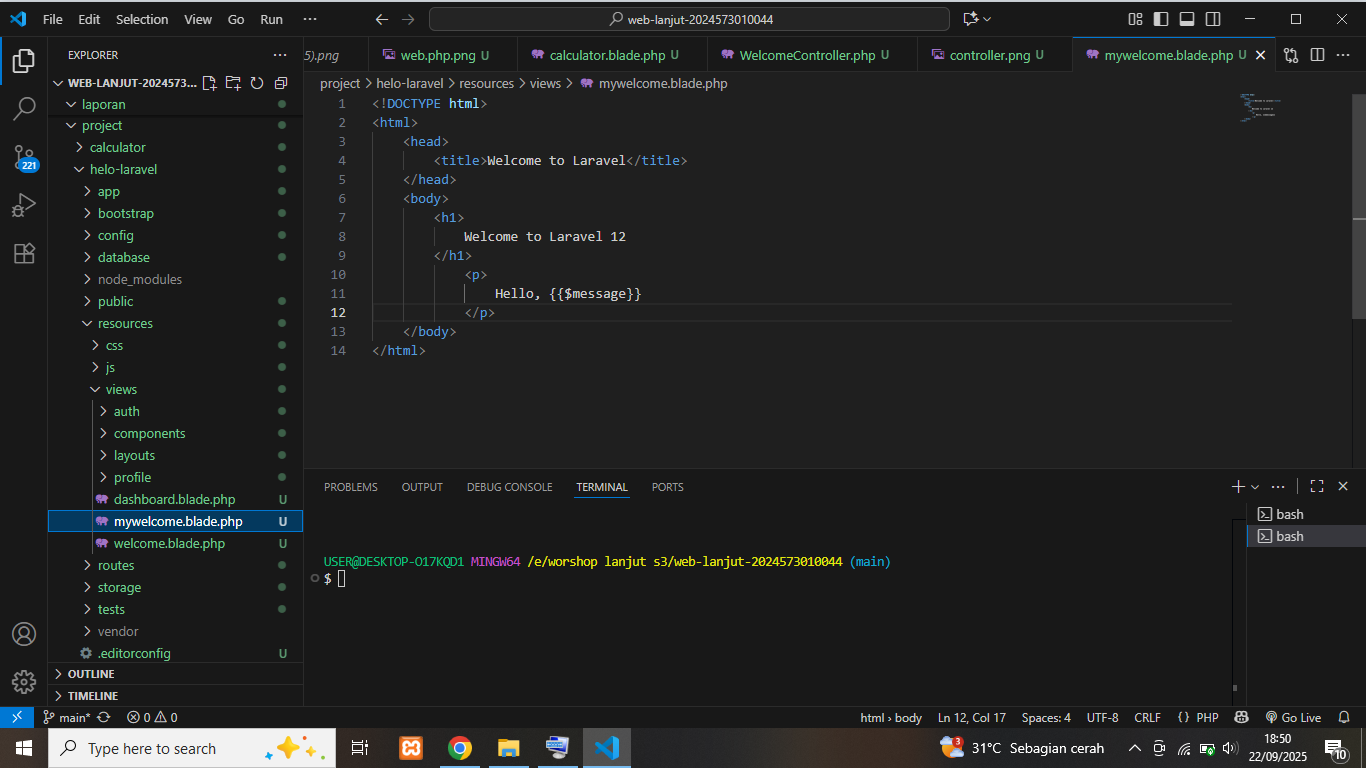 File Edit Selection View Go Run ··· web-lanjut-2024573010044
EXPLORER ···
5).png web.php.png U calculator.blade.php U WelcomeController.php U controller.png U mywelcome.blade.php U
WEB-LANJUT-2024573...
project > helo-laravel > resources > views > mywelcome.blade.php
laporan
project
calculator
helo-laravel
app
bootstrap
config
database
node_modules
public
resources
css
js
views
auth
components
layouts
profile
dashboard.blade.php U
mywelcome.blade.php U
welcome.blade.php U
routes
storage
tests
vendor
.editorconfig U
OUTLINE
TIMELINE
221
1 <!DOCTYPE html>
2 <html>
3 <head>
4 <title>Welcome to Laravel</title>
5 </head>
6 <body>
7 <h1>
8 Welcome to Laravel 12
9 </h1>
10 <p>
11 Hello, {{$message}}
12 </p>
13 </body>
14 </html>
PROBLEMS OUTPUT DEBUG CONSOLE TERMINAL PORTS
bash
bash
USER@DESKTOP-O17KQD1 MINGW64 /e/worshop lanjut s3/web-lanjut-2024573010044 (main)
$
main* 0 0 html › body Ln 12, Col 17 Spaces: 4 UTF-8 CRLF {} PHP Go Live
Type here to search 3 31°C Sebagian cerah 18:50
22/09/2025 10